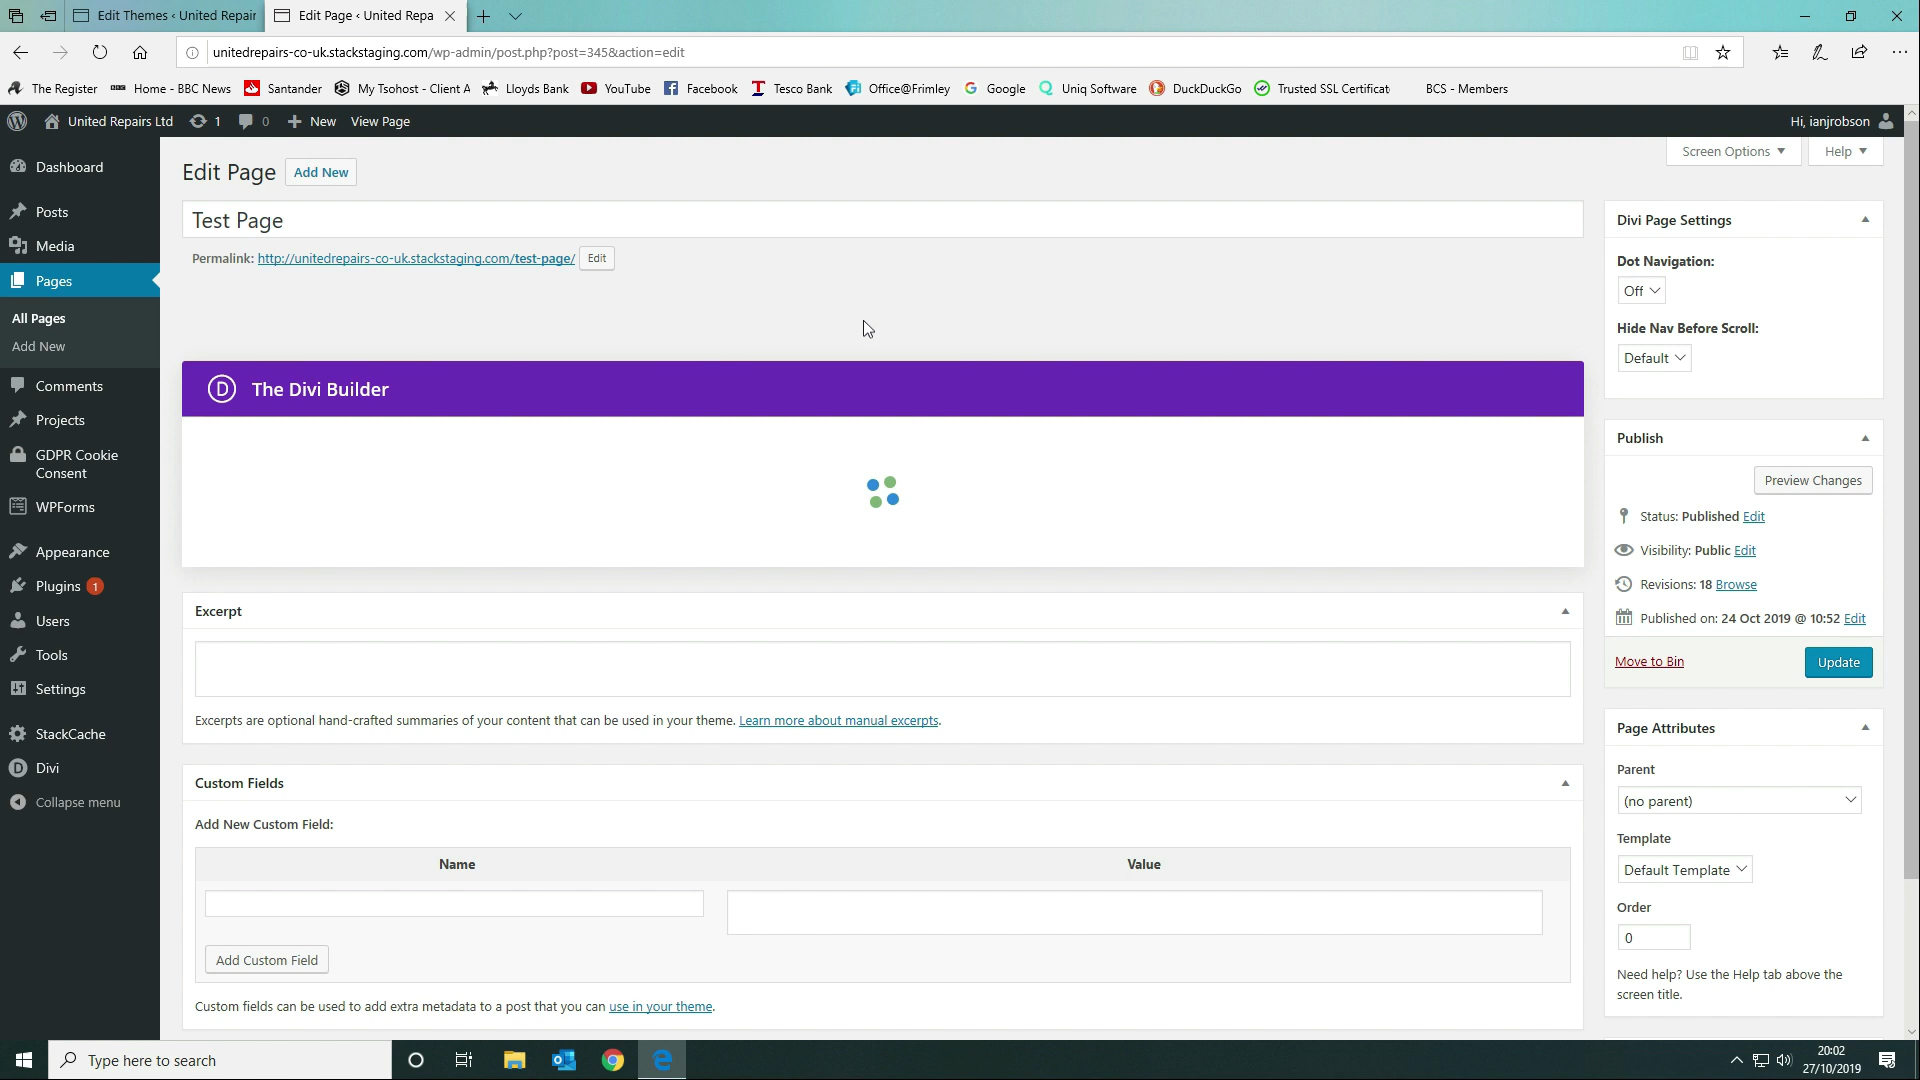 Edit Themes ‹ United Repair
Edit Page ‹ United Repa
unitedrepairs-co-uk.stackstaging.com/wp-admin/post.php?post=345&action=edit
The Register
Home - BBC News
Santander
My Tsohost - Client A
Lloyds Bank
YouTube
Facebook
Tesco Bank
Office@Frimley
Google
Uniq Software
DuckDuckGo
Trusted SSL Certificat
BCS - Members
United Repairs Ltd
1
0
New
View Page
Hi, ianjrobson
Dashboard
Posts
Media
Pages
All Pages
Add New
Comments
Projects
GDPR Cookie
Consent
WPForms
Appearance
Plugins 1
Users
Tools
Settings
StackCache
Divi
Collapse menu
Screen Options
Help
Edit Page
Add New
Test Page
Permalink: http://unitedrepairs-co-uk.stackstaging.com/test-page/ Edit
The Divi Builder
Excerpt
Excerpts are optional hand-crafted summaries of your content that can be used in your theme. Learn more about manual excerpts.
Custom Fields
Add New Custom Field:
Name
Value
Add Custom Field
Custom fields can be used to add extra metadata to a post that you can use in your theme.
Divi Page Settings
Dot Navigation:
Off
Hide Nav Before Scroll:
Default
Publish
Preview Changes
Status: Published Edit
Visibility: Public Edit
Revisions: 18 Browse
Published on: 24 Oct 2019 @ 10:52 Edit
Move to Bin
Update
Page Attributes
Parent
(no parent)
Template
Default Template
Order
0
Need help? Use the Help tab above the
screen title.
Type here to search
20:02
27/10/2019